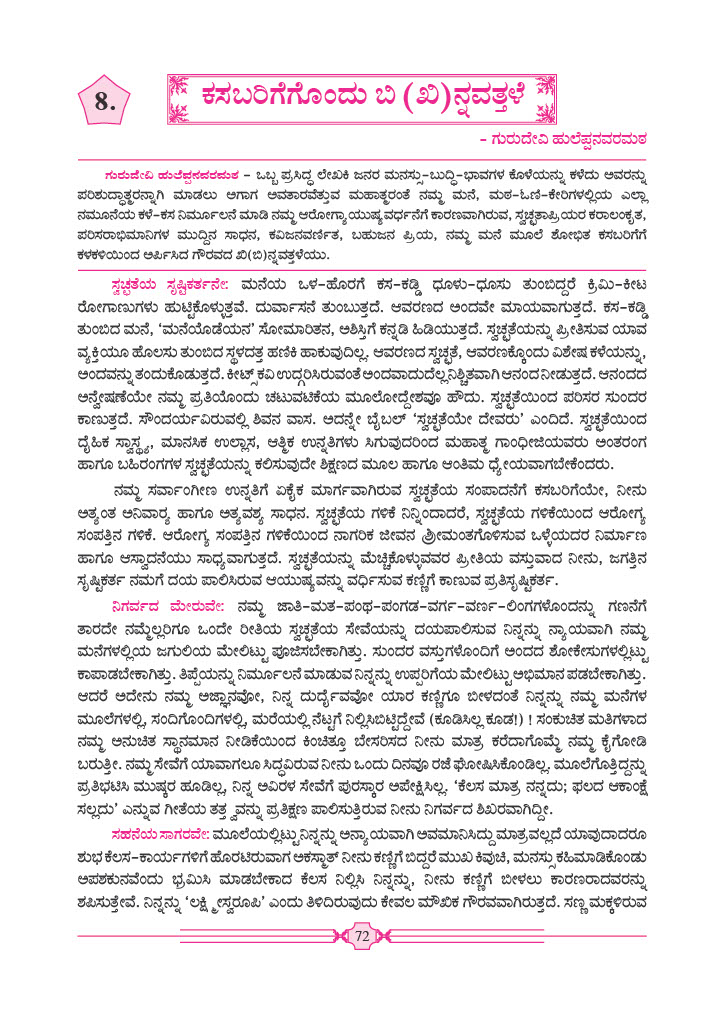 8.
ಕಸಬರಿಗೆಗೊಂದು ಬಿ (ಖಿ)ನ್ನವತ್ತಳೆ
– ಗುರುದೇವಿ ಹುಲೆಪ್ಪನವರಮಠ
ಗುರುದೇವಿ ಹುಲೆಪ್ಪನವರಮಠ – ಒಬ್ಬ ಪ್ರಸಿದ್ಧ ಲೇಖಕಿ ಜನರ ಮನಸ್ಸು–ಬುದ್ಧಿ–ಭಾವಗಳ ಕೊಳೆಯನ್ನು ಕಳೆದು ಅವರನ್ನು
ಪರಿಶುದ್ಧಾತ್ಮರನ್ನಾಗಿ ಮಾಡಲು ಆಗಾಗ ಅವತಾರವೆತ್ತುವ ಮಹಾತ್ಮರಂತೆ ನಮ್ಮ ಮನೆ, ಮಠ–ಓಣಿ–ಕೇರಿಗಳಲ್ಲಿಯ ಎಲ್ಲಾ
ನಮೂನೆಯ ಕಳೆ–ಕಸ ನಿರ್ಮೂಲನೆ ಮಾಡಿ ನಮ್ಮ ಆರೋಗ್ಯಾಯುಷ್ಯವರ್ಧನೆಗೆ ಕಾರಣವಾಗಿರುವ, ಸ್ವಚ್ಛತಾಪ್ರಿಯರ ಕರಾಲಂಕೃತ,
ಪರಿಸರಾಭಿಮಾನಿಗಳ ಮುದ್ದಿನ ಸಾಧನ, ಕವಿಜನವರ್ಣಿತ, ಬಹುಜನ ಪ್ರಿಯ, ನಮ್ಮ ಮನೆ ಮೂಲೆ ಶೋಭಿತ ಕಸಬರಿಗೆಗೆ
ಕಳಕಳಿಯಿಂದ ಅರ್ಪಿಸಿದ ಗೌರವದ ಖಿ(ಬಿ)ನ್ನವತ್ತಳೆಯು.
ಸ್ವಚ್ಛತೆಯ ಸೃಷ್ಟಿಕರ್ತನೇ: ಮನೆಯ ಒಳ–ಹೊರಗೆ ಕಸ–ಕಡ್ಡಿ ಧೂಳು–ಧೂಸು ತುಂಬಿದ್ದರೆ ಕ್ರಿಮಿ–ಕೀಟ
ರೋಗಾಣುಗಳು ಹುಟ್ಟಿಕೊಳ್ಳುತ್ತವೆ. ದುರ್ವಾಸನೆ ತುಂಬುತ್ತದೆ. ಆವರಣದ ಅಂದವೇ ಮಾಯವಾಗುತ್ತದೆ. ಕಸ–ಕಡ್ಡಿ
ತುಂಬಿದ ಮನೆ, ‘ಮನೆಯೊಡೆಯನ’ ಸೋಮಾರಿತನ, ಅಶಿಸ್ತಿಗೆ ಕನ್ನಡಿ ಹಿಡಿಯುತ್ತದೆ. ಸ್ವಚ್ಛತೆಯನ್ನು ಪ್ರೀತಿಸುವ ಯಾವ
ವ್ಯಕ್ತಿಯೂ ಹೊಲಸು ತುಂಬಿದ ಸ್ಥಳದತ್ತ ಹಣಿಕಿ ಹಾಕುವುದಿಲ್ಲ. ಆವರಣದ ಸ್ವಚ್ಛತೆ, ಆವರಣಕ್ಕೊಂದು ವಿಶೇಷ ಕಳೆಯನ್ನು,
ಅಂದವನ್ನು ತಂದುಕೊಡುತ್ತದೆ. ಕೀಟ್ಸ್ ಕವಿ ಉದ್ಗರಿಸಿರುವಂತೆ ಅಂದವಾದುದೆಲ್ಲ ನಿಶ್ಚಿತವಾಗಿ ಆನಂದ ನೀಡುತ್ತದೆ. ಆನಂದದ
ಅನ್ವೇಷಣೆಯೇ ನಮ್ಮ ಪ್ರತಿಯೊಂದು ಚಟುವಟಿಕೆಯ ಮೂಲೋದ್ದೇಶವೂ ಹೌದು. ಸ್ವಚ್ಛತೆಯಿಂದ ಪರಿಸರ ಸುಂದರ
ಕಾಣುತ್ತದೆ. ಸೌಂದರ್ಯವಿರುವಲ್ಲಿ ಶಿವನ ವಾಸ. ಅದನ್ನೇ ಬೈಬಲ್ ‘ಸ್ವಚ್ಛತೆಯೇ ದೇವರು’ ಎಂದಿದೆ. ಸ್ವಚ್ಛತೆಯಿಂದ
ದೈಹಿಕ ಸ್ವಾಸ್ಥ್ಯ, ಮಾನಸಿಕ ಉಲ್ಲಾಸ, ಆತ್ಮಿಕ ಉನ್ನತಿಗಳು ಸಿಗುವುದರಿಂದ ಮಹಾತ್ಮ ಗಾಂಧೀಜಿಯವರು ಅಂತರಂಗ
ಹಾಗೂ ಬಹಿರಂಗಗಳ ಸ್ವಚ್ಛತೆಯನ್ನು ಕಲಿಸುವುದೇ ಶಿಕ್ಷಣದ ಮೂಲ ಹಾಗೂ ಅಂತಿಮ ಧ್ಯೇಯವಾಗಬೇಕೆಂದರು.
ನಮ್ಮ ಸರ್ವಾಂಗೀಣ ಉನ್ನತಿಗೆ ಏಕೈಕ ಮಾರ್ಗವಾಗಿರುವ ಸ್ವಚ್ಛತೆಯ ಸಂಪಾದನೆಗೆ ಕಸಬರಿಗೆಯೇ, ನೀನು
ಅತ್ಯಂತ ಅನಿವಾರ್ಯ ಹಾಗೂ ಅತ್ಯವಶ್ಯ ಸಾಧನ. ಸ್ವಚ್ಛತೆಯ ಗಳಿಕೆ ನಿನ್ನಿಂದಾದರೆ, ಸ್ವಚ್ಛತೆಯ ಗಳಿಕೆಯಿಂದ ಆರೋಗ್ಯ
ಸಂಪತ್ತಿನ ಗಳಿಕೆ. ಆರೋಗ್ಯ ಸಂಪತ್ತಿನ ಗಳಿಕೆಯಿಂದ ನಾಗರಿಕ ಜೀವನ ಶ್ರೀಮಂತಗೊಳಿಸುವ ಒಳ್ಳೆಯದರ ನಿರ್ಮಾಣ
ಹಾಗೂ ಆಸ್ವಾದನೆಯು ಸಾಧ್ಯವಾಗುತ್ತದೆ. ಸ್ವಚ್ಛತೆಯನ್ನು ಮೆಚ್ಚಿಕೊಳ್ಳುವವರ ಪ್ರೀತಿಯ ವಸ್ತುವಾದ ನೀನು, ಜಗತ್ತಿನ
ಸೃಷ್ಟಿಕರ್ತ ನಮಗೆ ದಯ ಪಾಲಿಸಿರುವ ಆಯುಷ್ಯವನ್ನು ವರ್ಧಿಸುವ ಕಣ್ಣಿಗೆ ಕಾಣುವ ಪ್ರತಿಸೃಷ್ಟಿಕರ್ತ.
ನಿಗರ್ವದ ಮೇರುವೇ: ನಮ್ಮ ಜಾತಿ–ಮತ–ಪಂಥ–ಪಂಗಡ–ವರ್ಗ–ವರ್ಣ–ಲಿಂಗಗಳೊಂದನ್ನು ಗಣನೆಗೆ
ತಾರದೇ ನಮ್ಮೆಲ್ಲರಿಗೂ ಒಂದೇ ರೀತಿಯ ಸ್ವಚ್ಛತೆಯ ಸೇವೆಯನ್ನು ದಯಪಾಲಿಸುವ ನಿನ್ನನ್ನು ನ್ಯಾಯವಾಗಿ ನಮ್ಮ
ಮನೆಗಳಲ್ಲಿಯ ಜಗುಲಿಯ ಮೇಲಿಟ್ಟು ಪೂಜಿಸಬೇಕಾಗಿತ್ತು. ಸುಂದರ ವಸ್ತುಗಳೊಂದಿಗೆ ಅಂದದ ಶೋಕೇಸುಗಳಲ್ಲಿಟ್ಟು
ಕಾಪಾಡಬೇಕಾಗಿತ್ತು. ತಿಪ್ಪೆಯನ್ನು ನಿರ್ಮೂಲನೆ ಮಾಡುವ ನಿನ್ನನ್ನು ಉಪ್ಪರಿಗೆಯ ಮೇಲಿಟ್ಟು ಅಭಿಮಾನ ಪಡಬೇಕಾಗಿತ್ತು.
ಆದರೆ ಅದೇನು ನಮ್ಮ ಅಜ್ಞಾನವೋ, ನಿನ್ನ ದುರ್ದೈವವೋ ಯಾರ ಕಣ್ಣಿಗೂ ಬೀಳದಂತೆ ನಿನ್ನನ್ನು ನಮ್ಮ ಮನೆಗಳ
ಮೂಲೆಗಳಲ್ಲಿ, ಸಂದಿಗೊಂದಿಗಳಲ್ಲಿ, ಮರೆಯಲ್ಲಿ ನೆಟ್ಟಗೆ ನಿಲ್ಲಿಸಿಬಿಟ್ಟಿದ್ದೇವೆ (ಕೂಡಿಸಿಲ್ಲ ಕೂಡ!) ! ಸಂಕುಚಿತ ಮತಿಗಳಾದ
ನಮ್ಮ ಅನುಚಿತ ಸ್ಥಾನಮಾನ ನೀಡಿಕೆಯಿಂದ ಕಿಂಚಿತ್ತೂ ಬೇಸರಿಸದ ನೀನು ಮಾತ್ರ ಕರೆದಾಗೊಮ್ಮೆ ನಮ್ಮ ಕೈಗೋಡಿ
ಬರುತ್ತೀ. ನಮ್ಮ ಸೇವೆಗೆ ಯಾವಾಗಲೂ ಸಿದ್ಧವಿರುವ ನೀನು ಒಂದು ದಿನವೂ ರಜೆ ಘೋಷಿಸಿಕೊಂಡಿಲ್ಲ. ಮೂಲೆಗೊತ್ತಿದ್ದನ್ನು
ಪ್ರತಿಭಟಿಸಿ ಮುಷ್ಕರ ಹೂಡಿಲ್ಲ, ನಿನ್ನ ಅವಿರಳ ಸೇವೆಗೆ ಪುರಸ್ಕಾರ ಅಪೇಕ್ಷಿಸಿಲ್ಲ. ‘ಕೆಲಸ ಮಾತ್ರ ನನ್ನದು; ಫಲದ ಆಕಾಂಕ್ಷೆ
ಸಲ್ಲದು’ ಎನ್ನುವ ಗೀತೆಯ ತತ್ತ್ವವನ್ನು ಪ್ರತಿಕ್ಷಣ ಪಾಲಿಸುತ್ತಿರುವ ನೀನು ನಿಗರ್ವದ ಶಿಖರವಾಗಿದ್ದೀ.
ಸಹನೆಯ ಸಾಗರವೇ: ಮೂಲೆಯಲ್ಲಿಟ್ಟು ನಿನ್ನನ್ನು ಅನ್ಯಾಯವಾಗಿ ಅವಮಾನಿಸಿದ್ದು ಮಾತ್ರವಲ್ಲದೆ ಯಾವುದಾದರೂ
ಶುಭ ಕೆಲಸ–ಕಾರ್ಯಗಳಿಗೆ ಹೊರಟಿರುವಾಗ ಅಕಸ್ಮಾತ್ ನೀನು ಕಣ್ಣಿಗೆ ಬಿದ್ದರೆ ಮುಖ ಕಿವುಚಿ, ಮನಸ್ಸು ಕಹಿಮಾಡಿಕೊಂಡು
ಅಪಶಕುನವೆಂದು ಭ್ರಮಿಸಿ ಮಾಡಬೇಕಾದ ಕೆಲಸ ನಿಲ್ಲಿಸಿ ನಿನ್ನನ್ನು, ನೀನು ಕಣ್ಣಿಗೆ ಬೀಳಲು ಕಾರಣರಾದವರನ್ನು
ಶಪಿಸುತ್ತೇವೆ. ನಿನ್ನನ್ನು ‘ಲಕ್ಷ್ಮೀಸ್ವರೂಪಿ’ ಎಂದು ತಿಳಿದಿರುವುದು ಕೇವಲ ಮೌಖಿಕ ಗೌರವವಾಗಿರುತ್ತದೆ. ಸಣ್ಣ ಮಕ್ಕಳಿರುವ
72